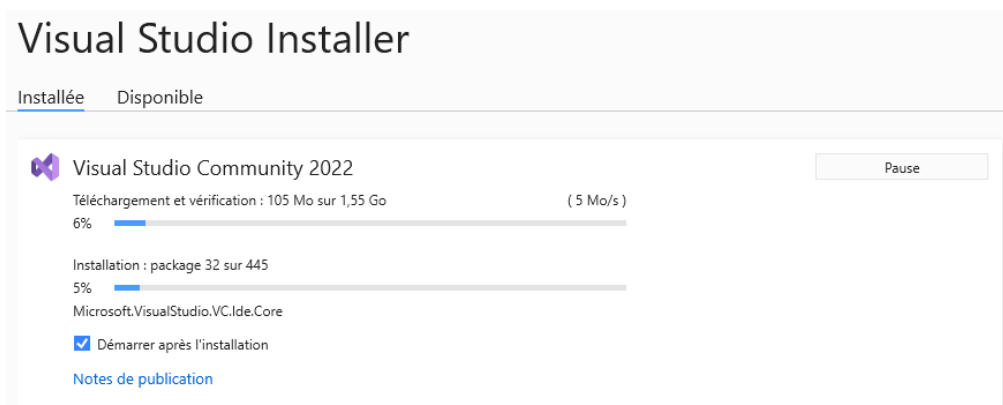 Visual Studio Installer
Installée Disponible
Visual Studio Community 2022 Pause
Téléchargement et vérification : 105 Mo sur 1,55 Go ( 5 Mo/s )
6%
Installation : package 32 sur 445
5%
Microsoft.VisualStudio.VC.Ide.Core
Démarrer après l'installation
Notes de publication